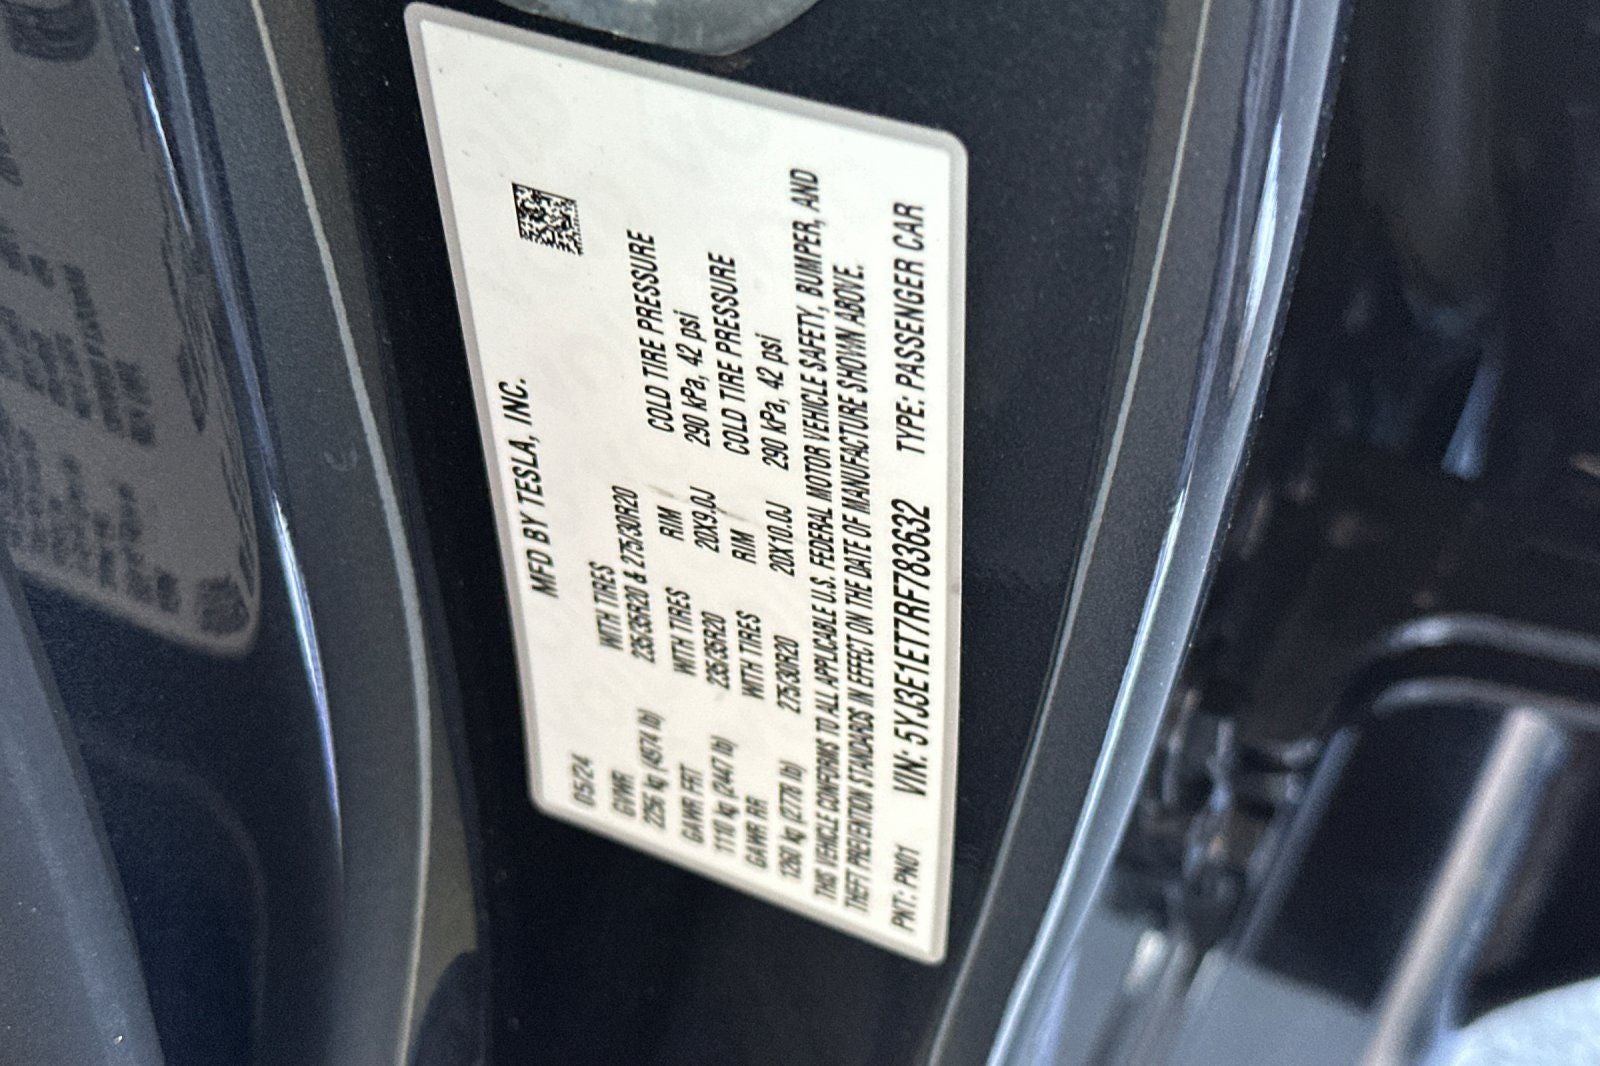 MFD BY TESLA, INC.
05/24
GVWR WITH TIRES COLD TIRE PRESSURE
2256 kg (4974 lb) 235/35R20 & 275/30R20
GAWR FRT WITH TIRES RIM 290 kPa, 42 psi
1110 kg (2447 lb) 235/35R20 20X9.0J COLD TIRE PRESSURE
GAWR RR WITH TIRES RIM 290 kPa, 42 psi
1260 kg (2778 lb) 275/30R20 20X10.0J
THIS VEHICLE CONFORMS TO ALL APPLICABLE U.S. FEDERAL MOTOR VEHICLE SAFETY, BUMPER, AND
THEFT PREVENTION STANDARDS IN EFFECT ON THE DATE OF MANUFACTURE SHOWN ABOVE.
PKT: PN01 VIN: 5YJ3E1ET7RF783632 TYPE: PASSENGER CAR